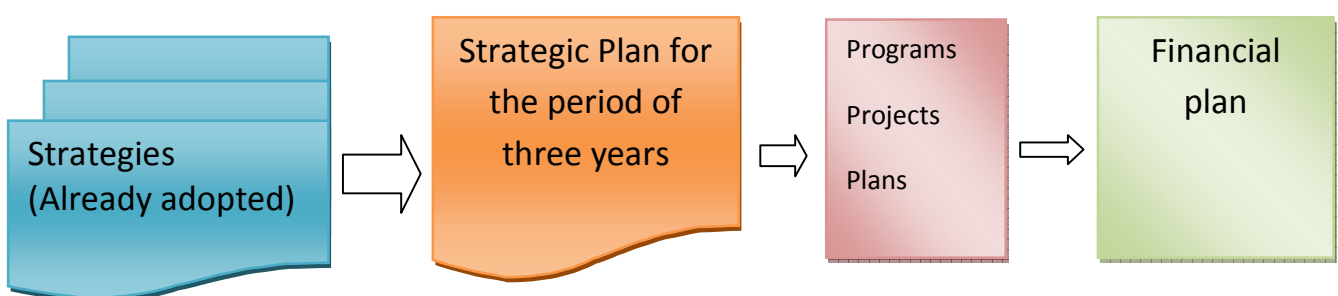 Strategies
(Already adopted)
Strategic Plan for
the period of
three years
Programs
Projects
Plans
Financial
plan